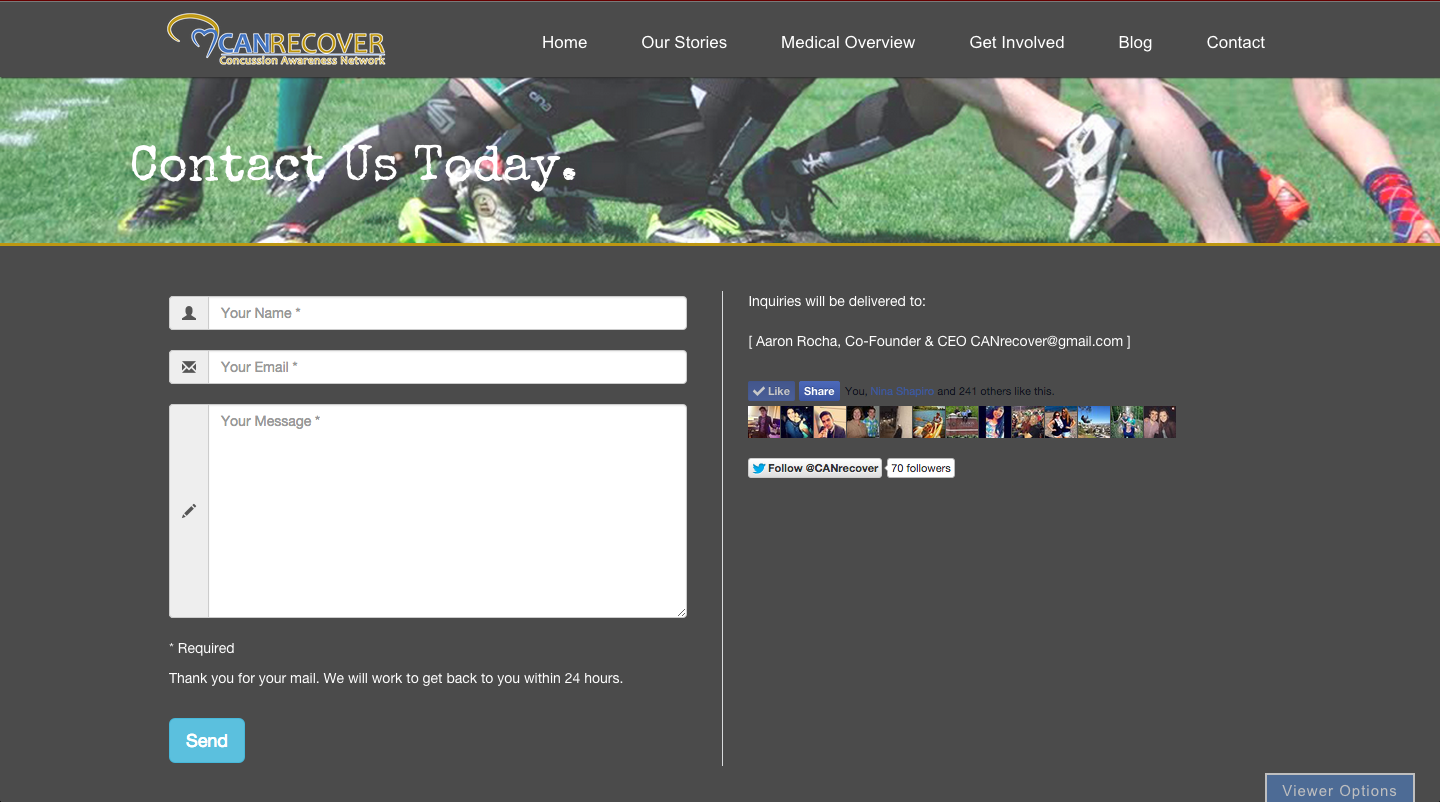 CANRECOVER
Concussion Awareness Network
Home Our Stories Medical Overview Get Involved Blog Contact
Contact Us Today.
Your Name *
Your Email *
Your Message *
* Required
Thank you for your mail. We will work to get back to you within 24 hours.
Send
Inquiries will be delivered to:
[ Aaron Rocha, Co-Founder & CEO CANrecover@gmail.com ]
Like Share You, Nina Shapiro and 241 others like this.
Follow @CANrecover 70 followers
Viewer Options